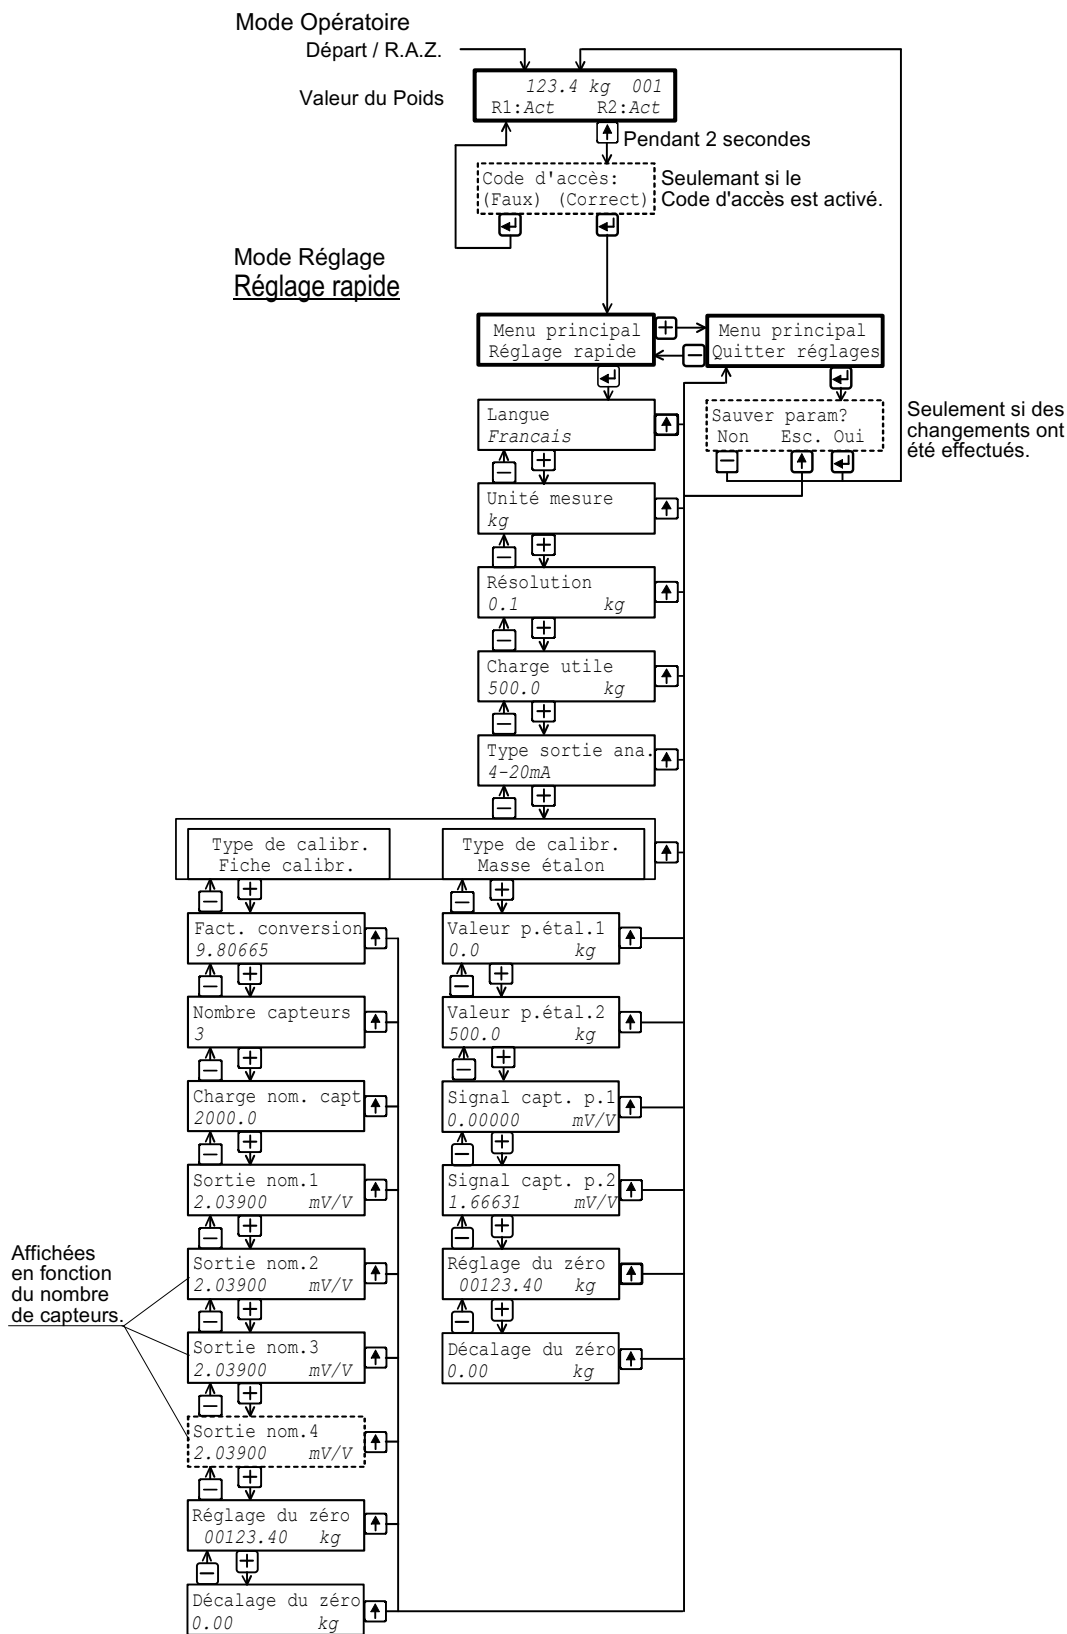 Mode Opératoire
Départ / R.A.Z.
Valeur du Poids
123.4 kg 001
R1:Act R2:Act
Pendant 2 secondes
Code d'accès:
(Faux) (Correct)
Seulemant si le
Code d'accès est activé.
Mode Réglage
Réglage rapide
Menu principal
Réglage rapide
+
Menu principal
Quitter réglages
−
Langue
Francais
Sauver param?
Non Esc. Oui
−
Seulement si des
changements ont
été effectués.
− +
Unité mesure
kg
− +
Résolution
0.1 kg
− +
Charge utile
500.0 kg
− +
Type sortie ana.
4-20mA
− +
Type de calibr.
Fiche calibr.
Type de calibr.
Masse étalon
− +
− +
Fact. conversion
9.80665
Valeur p.étal.1
0.0 kg
− +
− +
Nombre capteurs
3
Valeur p.étal.2
500.0 kg
− +
− +
Charge nom. capt
2000.0
Signal capt. p.1
0.00000 mV/V
− +
− +
Sortie nom.1
2.03900 mV/V
Signal capt. p.2
1.66631 mV/V
− +
− +
Affichées
en fonction
du nombre
de capteurs.
Sortie nom.2
2.03900 mV/V
Réglage du zéro
00123.40 kg
− +
− +
Sortie nom.3
2.03900 mV/V
Décalage du zéro
0.00 kg
− +
Sortie nom.4
2.03900 mV/V
− +
Réglage du zéro
00123.40 kg
− +
Décalage du zéro
0.00 kg